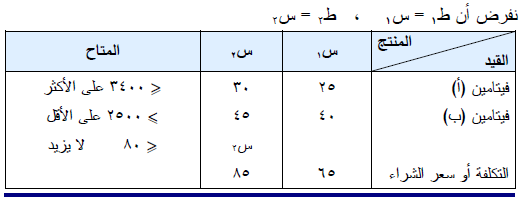 نفرض أن ط١ = س١ ، ط٢ = س٢
المنتج القيد س١ س٢ المتاح
فيتامين (أ) ٢٥ ٣٠ ⩽ ٣٤٠٠ على الأكثر
فيتامين (ب) ٤٠ ٤٥ ⩾ ٢٥٠٠ على الأقل
س٢ ⩽ ٨٠ لا يزيد
التكلفة أو سعر الشراء ٦٥ ٨٥